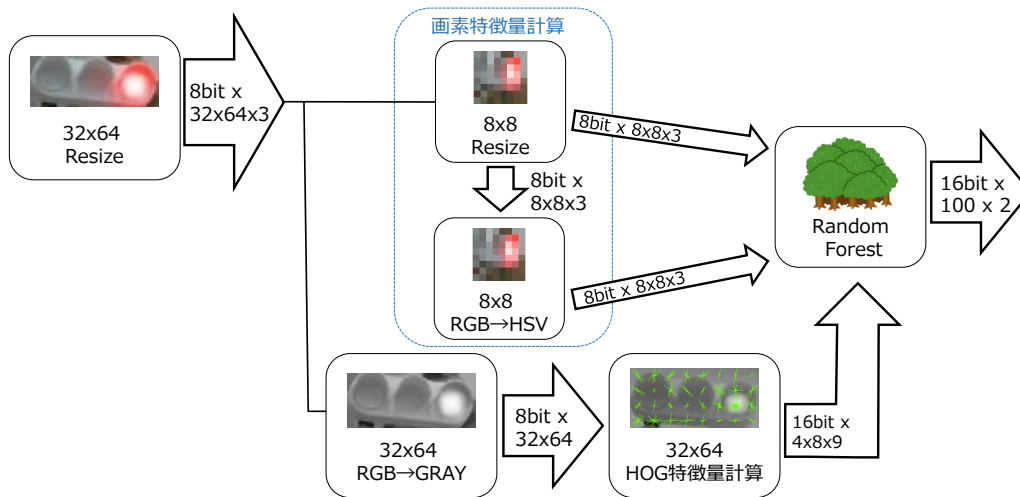 画素特徴量計算
32x64
Resize
8bit x
32x64x3
8x8
Resize
8bit x 8x8x3
8bit x
8x8x3
8x8
RGB→HSV
8bit x 8x8x3
Random
Forest
16bit x
100 x 2
32x64
RGB→GRAY
8bit x
32x64
32x64
HOG特徴量計算
16bit x
4x8x9